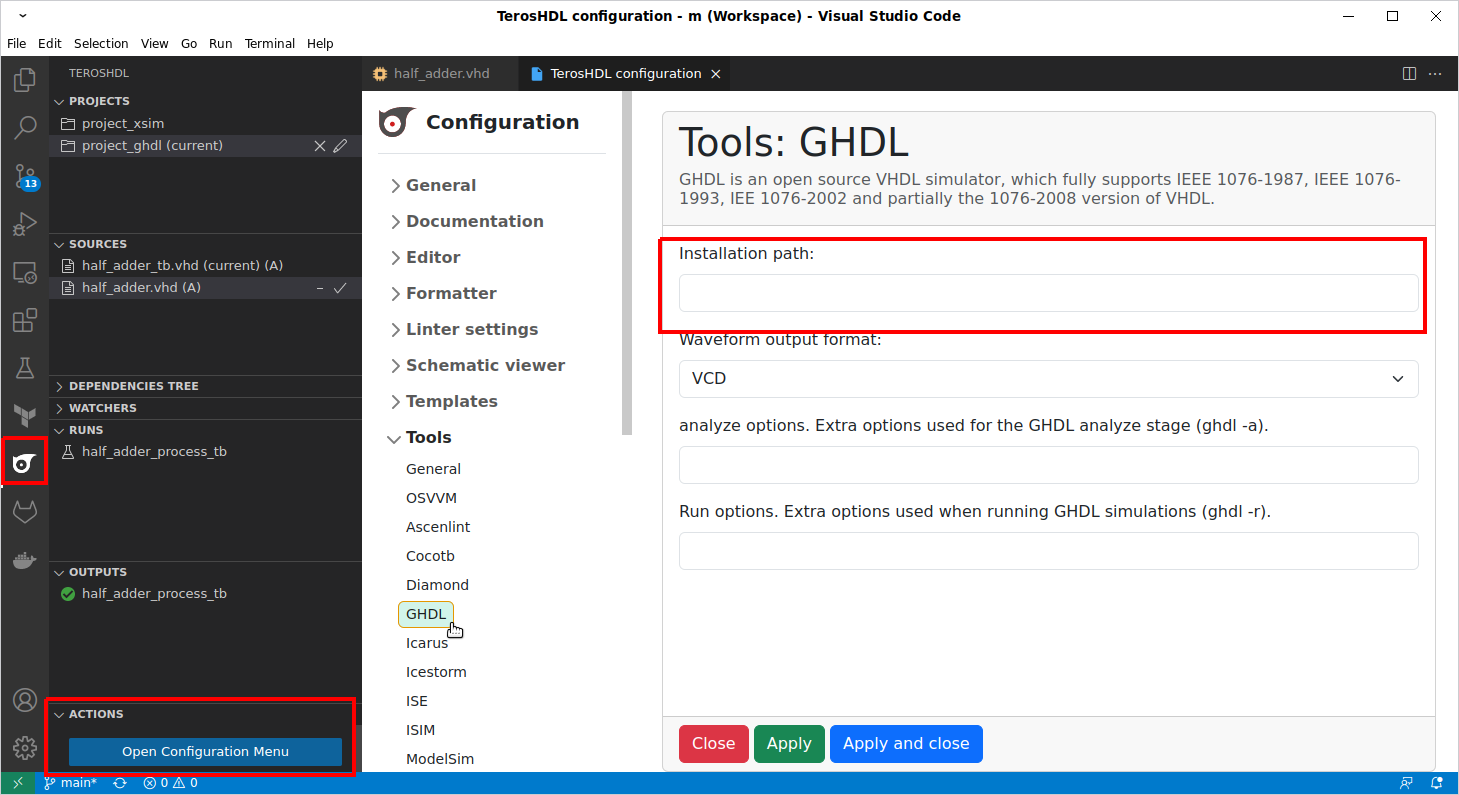 TerosHDL configuration - m (Workspace) - Visual Studio Code
File Edit Selection View Go Run Terminal Help
TEROSHDL
PROJECTS
project_xsim
project_ghdl (current)
13
SOURCES
half_adder_tb.vhd (current) (A)
half_adder.vhd (A)
DEPENDENCIES TREE
WATCHERS
RUNS
half_adder_process_tb
OUTPUTS
half_adder_process_tb
ACTIONS
Open Configuration Menu
half_adder.vhd
TerosHDL configuration
Configuration
General
Documentation
Editor
Formatter
Linter settings
Schematic viewer
Templates
Tools
General
OSVVM
Ascenlint
Cocotb
Diamond
GHDL
Icarus
Icestorm
ISE
ISIM
ModelSim
Tools: GHDL
GHDL is an open source VHDL simulator, which fully supports IEEE 1076-1987, IEEE 1076-
1993, IEE 1076-2002 and partially the 1076-2008 version of VHDL.
Installation path:
Waveform output format:
VCD
analyze options. Extra options used for the GHDL analyze stage (ghdl -a).
Run options. Extra options used when running GHDL simulations (ghdl -r).
Close Apply Apply and close
main* 0 0